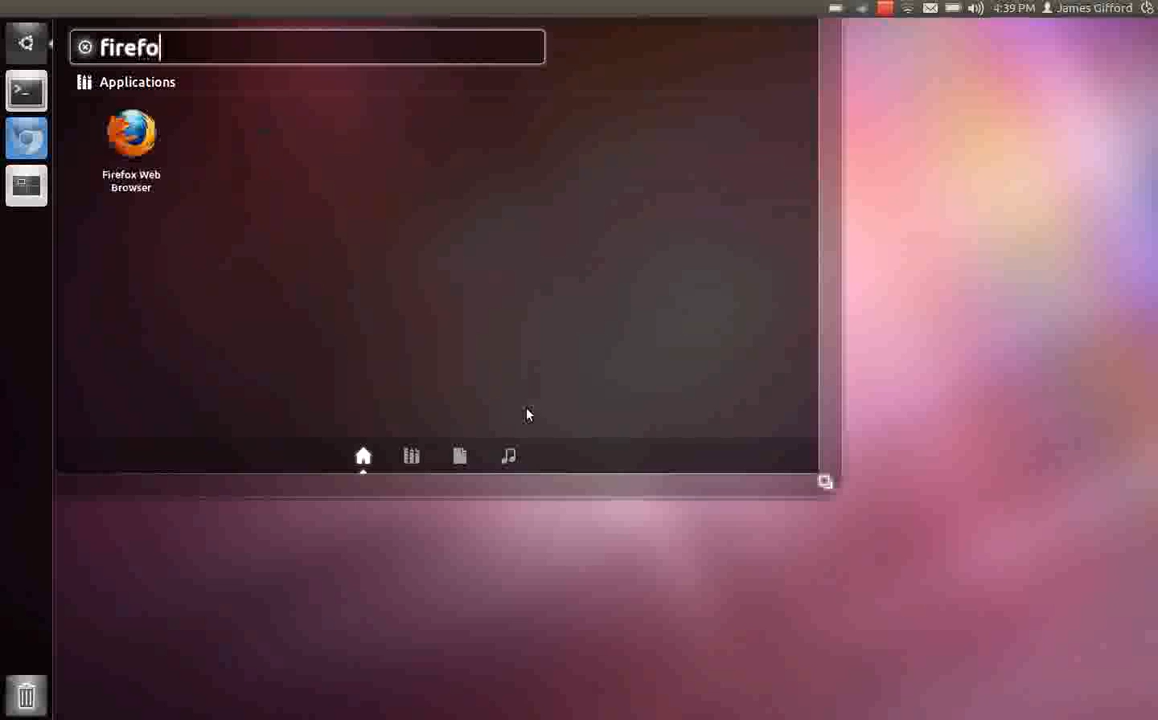 4:39 PM James Gifford
firefo
Applications
Firefox Web
Browser